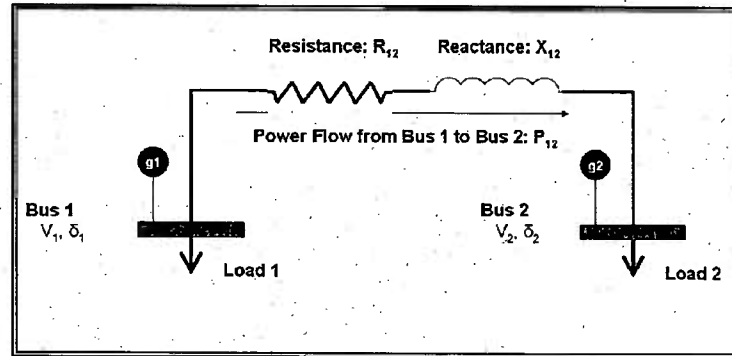 Resistance: R12 Reactance: X12
Power Flow from Bus 1 to Bus 2: P12
g1
g2
Bus 1
V1, δ1
Bus 2
V2, δ2
Load 1
Load 2